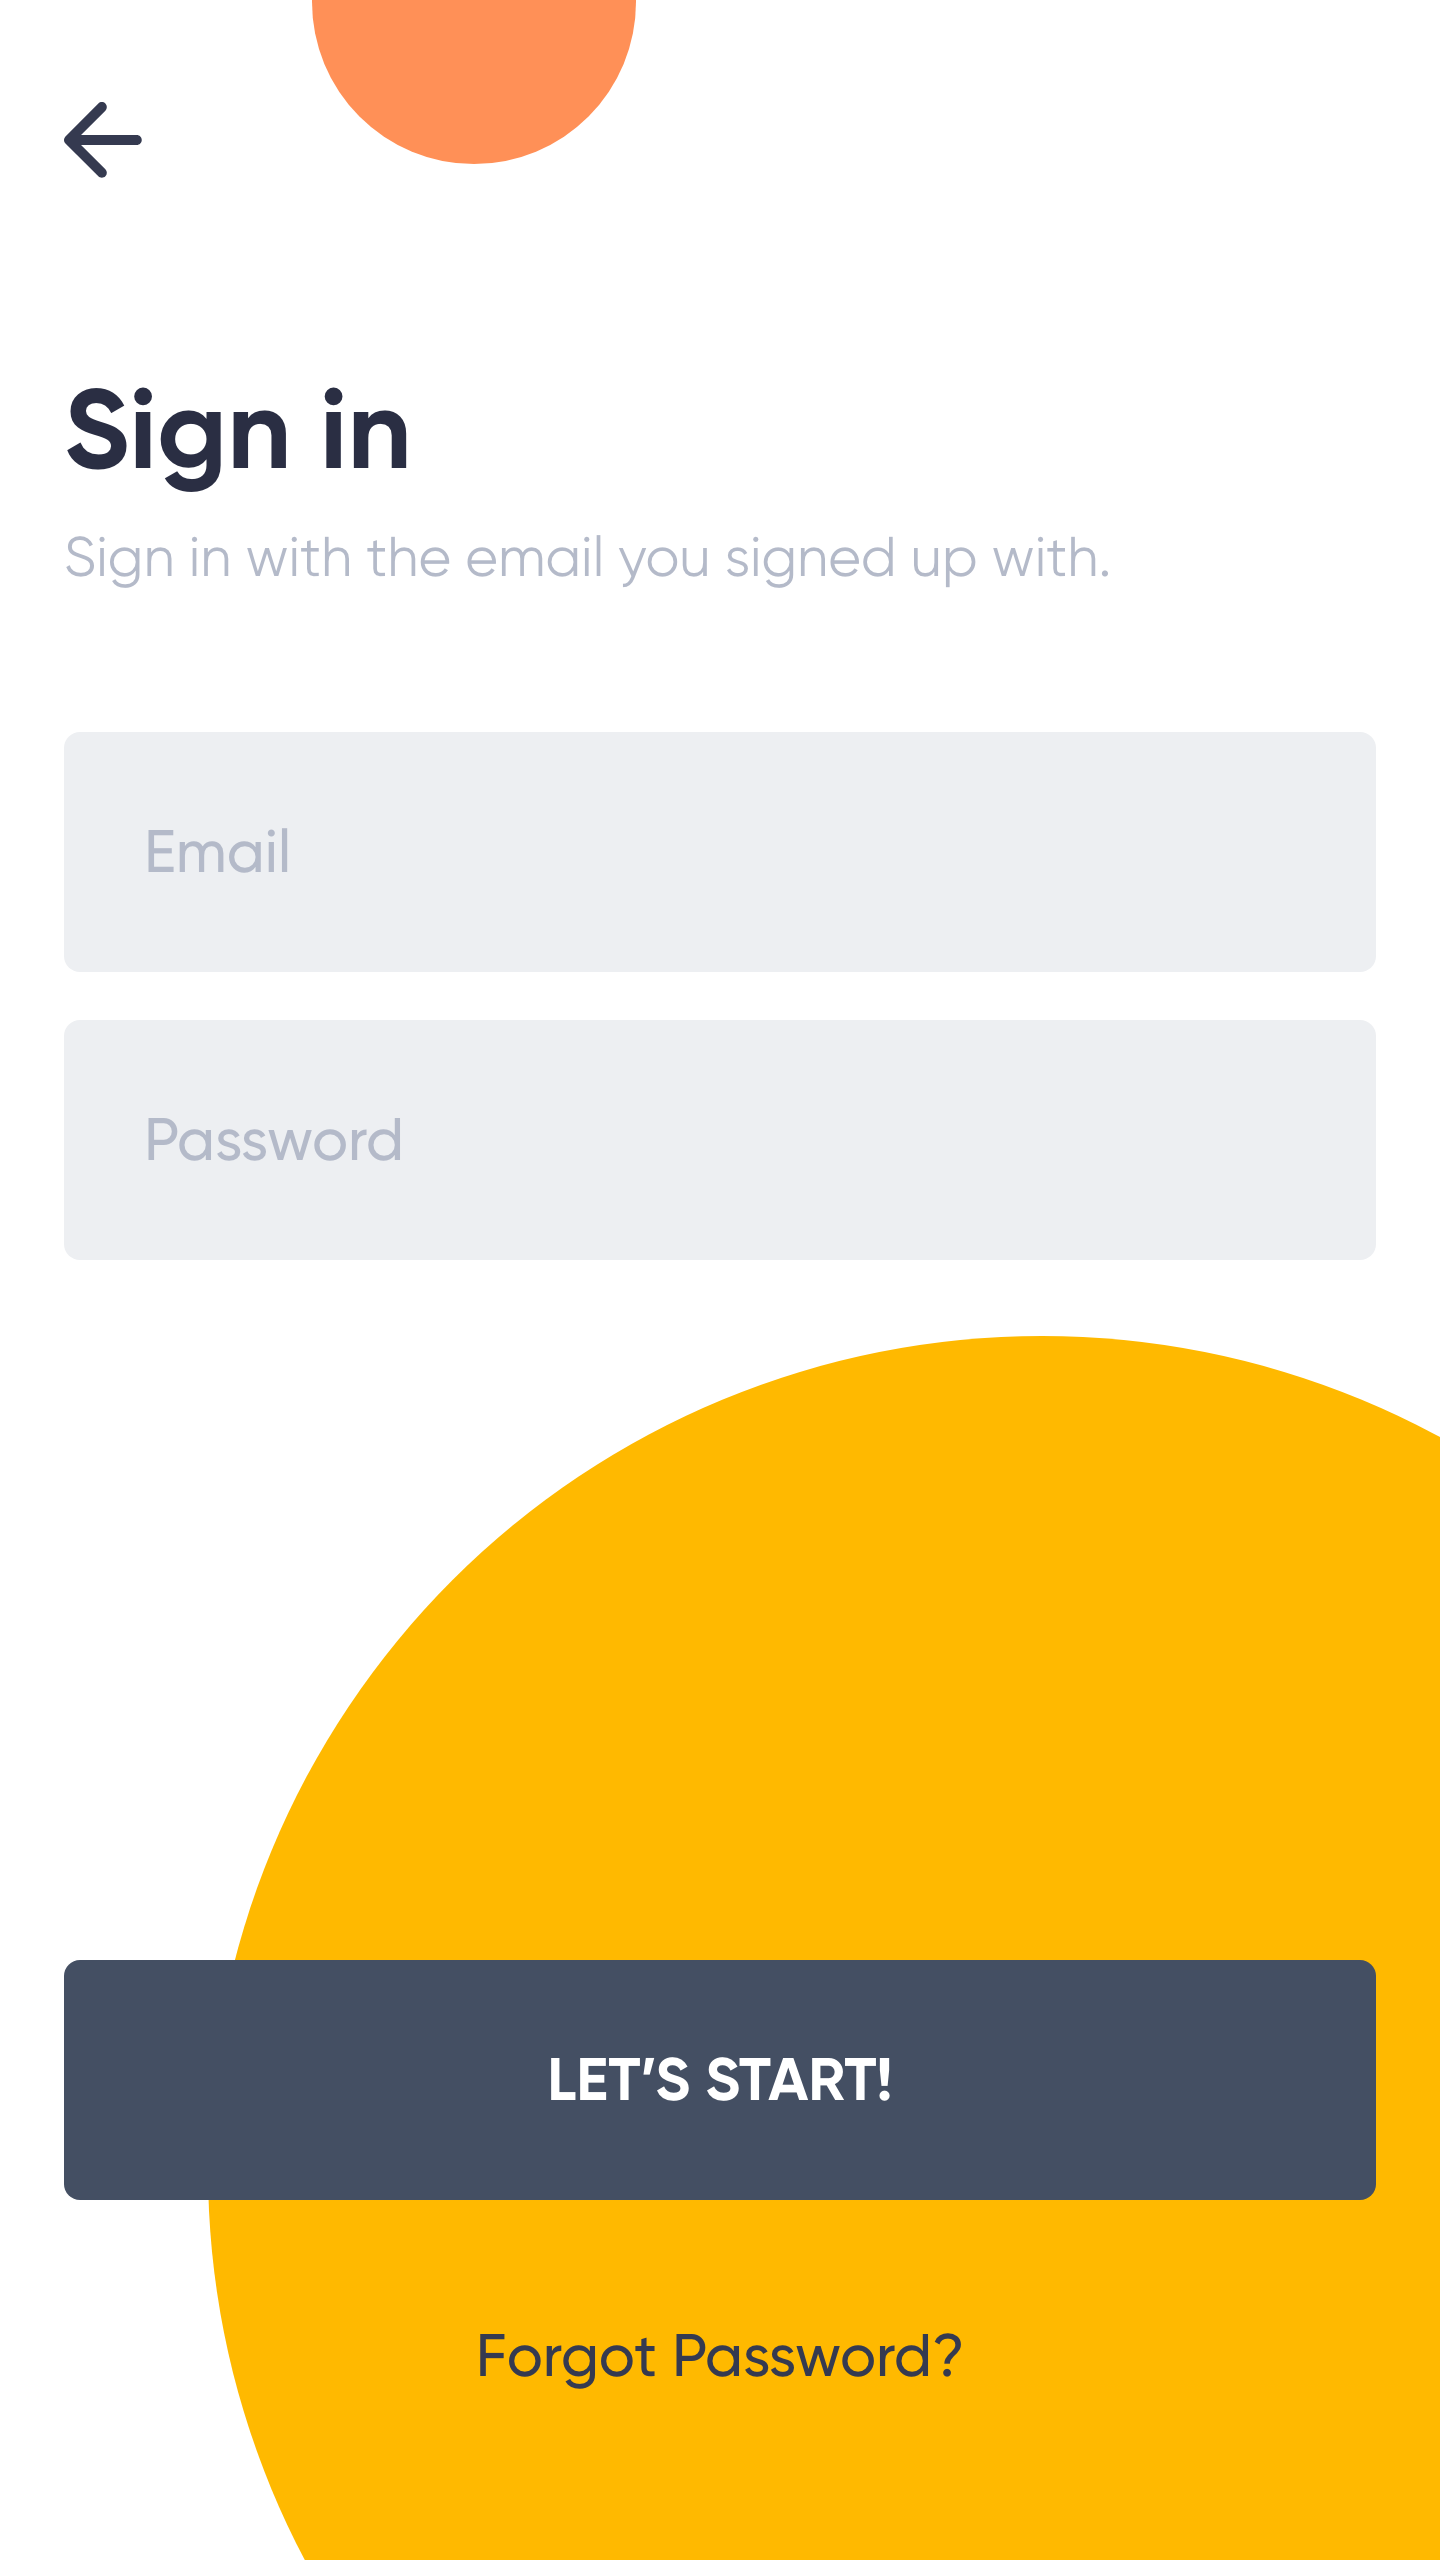 Sign in
Sign in with the email you signed up with.
Email
Password
LET’S START!
Forgot Password?